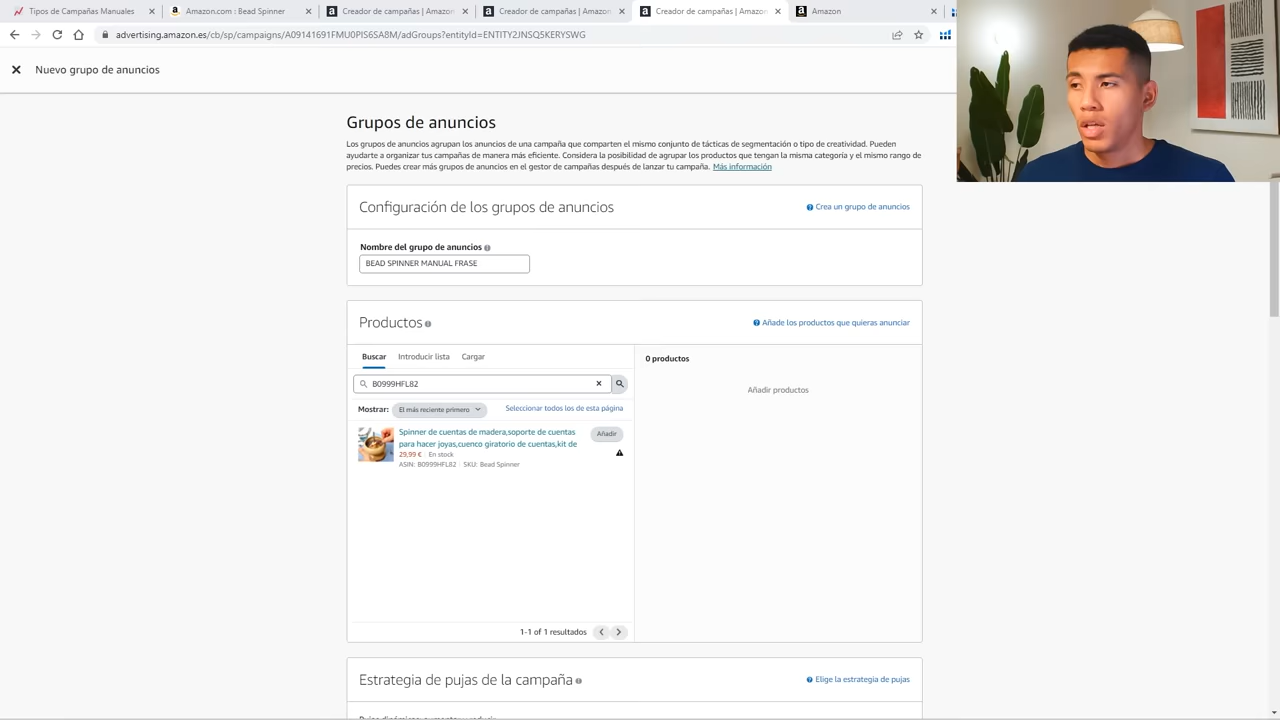 Tipos de Campañas Manuales
Amazon.com : Bead Spinner
Creador de campañas | Amazon
Creador de campañas | Amazon
Creador de campañas | Amazon
Amazon
advertising.amazon.es/cb/sp/campaigns/A09141691FMU0PIS6SA8M/adGroups?entityId=ENTITY2JNSQ5KERYSWG
Nuevo grupo de anuncios
Grupos de anuncios
Los grupos de anuncios agrupan los anuncios de una campaña que comparten el mismo conjunto de tácticas de segmentación o tipo de creatividad. Pueden
ayudarte a organizar tus campañas de manera más eficiente. Considera la posibilidad de agrupar los productos que tengan la misma categoría y el mismo rango de
precios. Puedes crear más grupos de anuncios en el gestor de campañas después de lanzar tu campaña. Más información
Configuración de los grupos de anuncios
Crea un grupo de anuncios
Nombre del grupo de anuncios
BEAD SPINNER MANUAL FRASE
Productos
Añade los productos que quieras anunciar
Buscar Introducir lista Cargar
0 productos
B0999HFL82
Añadir productos
Mostrar: El más reciente primero Seleccionar todos los de esta página
Spinner de cuentas de madera,soporte de cuentas
para hacer joyas,cuenco giratorio de cuentas,kit de
Añadir
29,99 € En stock
ASIN: B0999HFL82 SKU: Bead Spinner
1-1 of 1 resultados
Estrategia de pujas de la campaña
Elige la estrategia de pujas